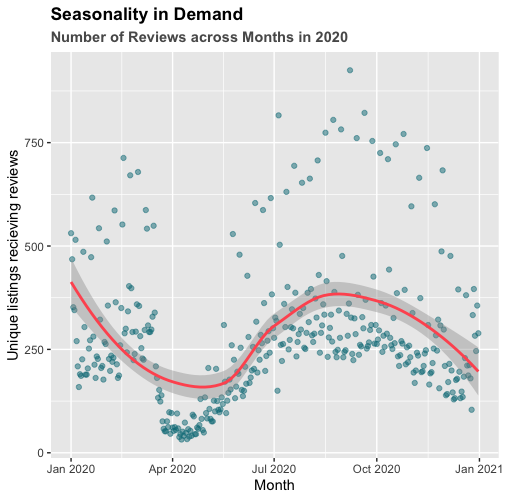 Seasonality in Demand
Number of Reviews across Months in 2020
Unique listings recieving reviews
750
500
250
0
Jan 2020 Apr 2020 Jul 2020 Oct 2020 Jan 2021
Month